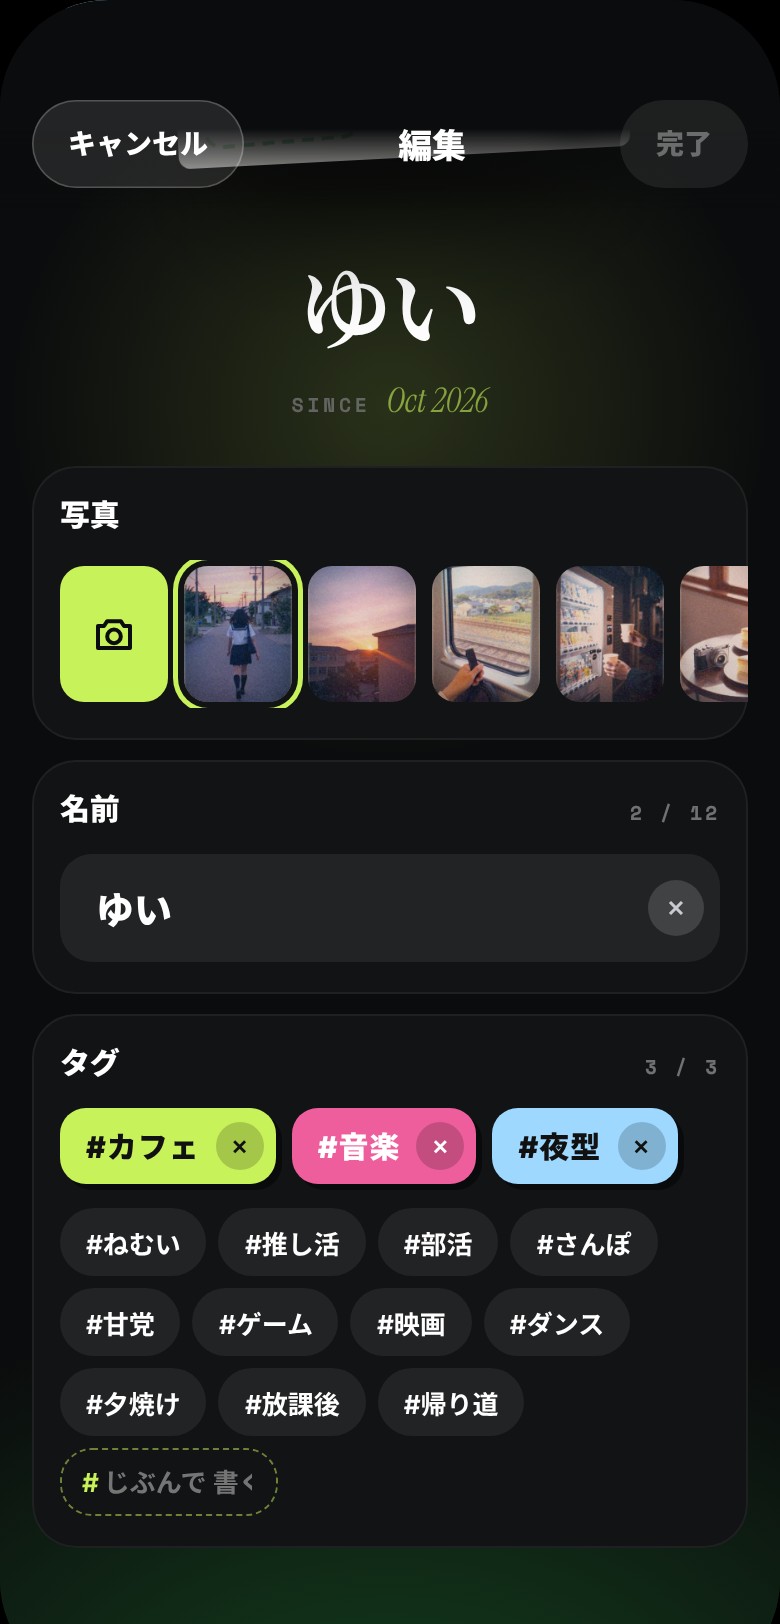 キャンセル 編集 完了
ゆい
SINCE Oct 2026
写真
名前 2 / 12
ゆい ×
タグ 3 / 3
#カフェ × #音楽 × #夜型 ×
#ねむい #推し活 #部活 #さんぽ
#甘党 #ゲーム #映画 #ダンス
#夕焼け #放課後 #帰り道
# じぶんで 書く